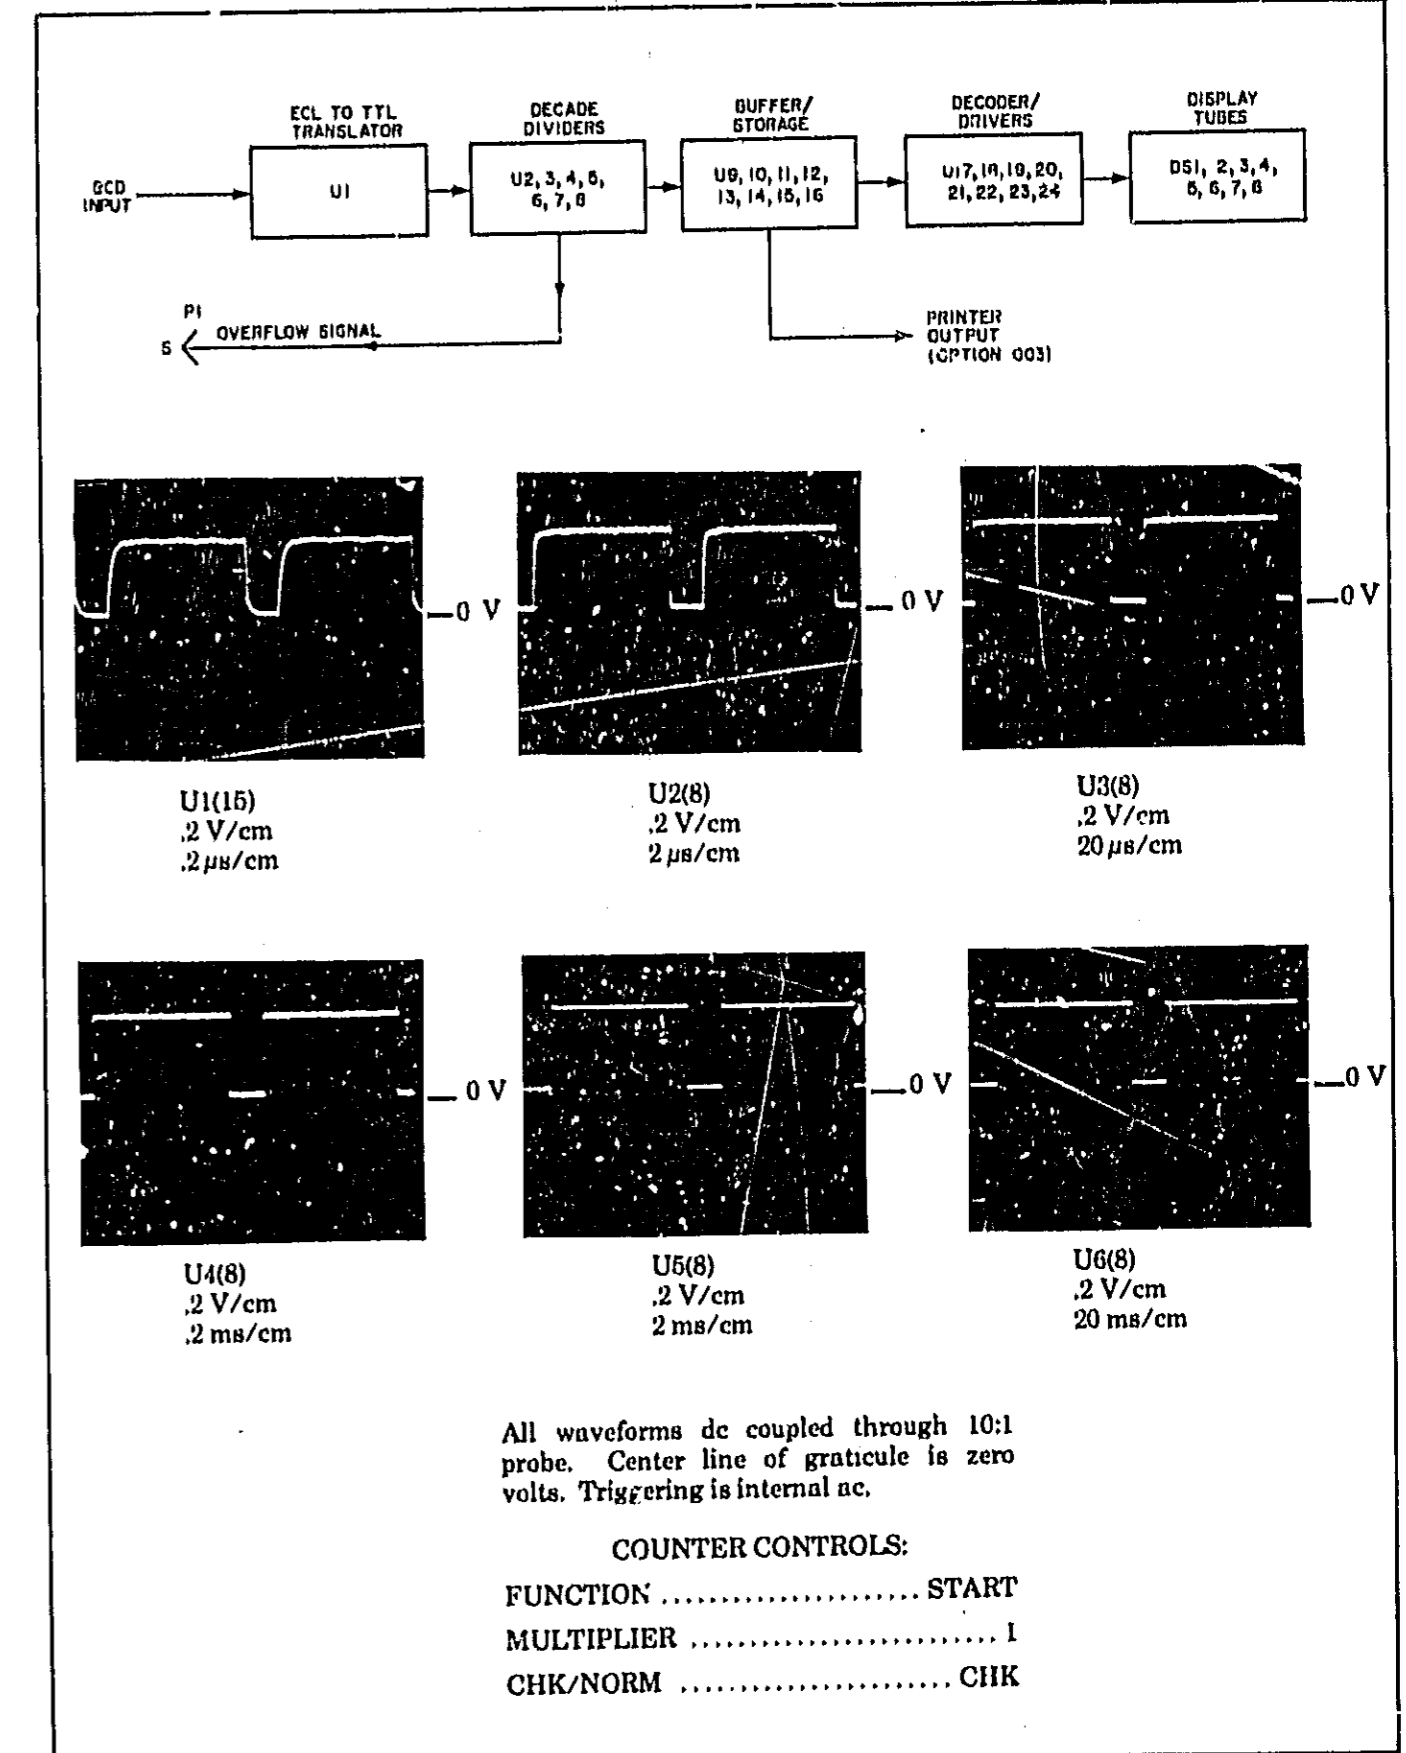 ECL TO TTL
TRANSLATOR
DECADE
DIVIDERS
BUFFER/
STORAGE
DECODER/
DRIVERS
DISPLAY
TUBES
BCD
INPUT
U1
U2, 3, 4, 5,
6, 7, 8
U9, 10, 11, 12,
13, 14, 15, 16
U17, 18, 19, 20,
21, 22, 23, 24
DS1, 2, 3, 4,
5, 6, 7, 8
P1
5
OVERFLOW SIGNAL
PRINTER
OUTPUT
(OPTION 003)
0 V
0 V
0 V
U1(15)
.2 V/cm
.2 µs/cm
U2(8)
.2 V/cm
2 µs/cm
U3(8)
.2 V/cm
20 µs/cm
0 V
0 V
0 V
U4(8)
.2 V/cm
.2 ms/cm
U5(8)
.2 V/cm
2 ms/cm
U6(8)
.2 V/cm
20 ms/cm
All waveforms dc coupled through 10:1
probe. Center line of graticule is zero
volts. Triggering is internal ac.
COUNTER CONTROLS:
FUNCTION ...................... START
MULTIPLIER .......................... 1
CHK/NORM ....................... CHK